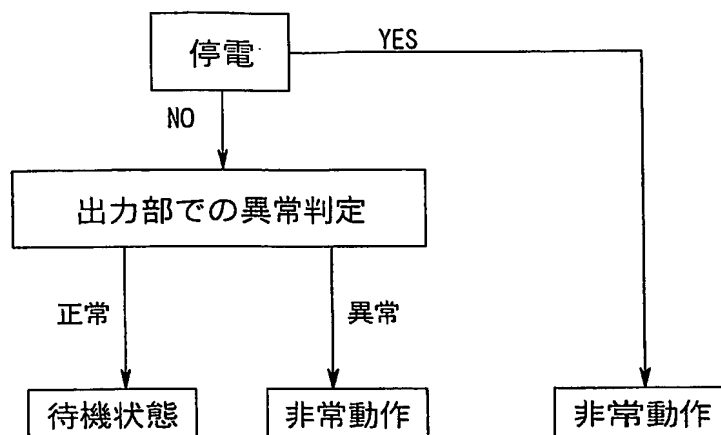 停電
YES
NO
出力部での異常判定
正常
異常
待機状態
非常動作
非常動作